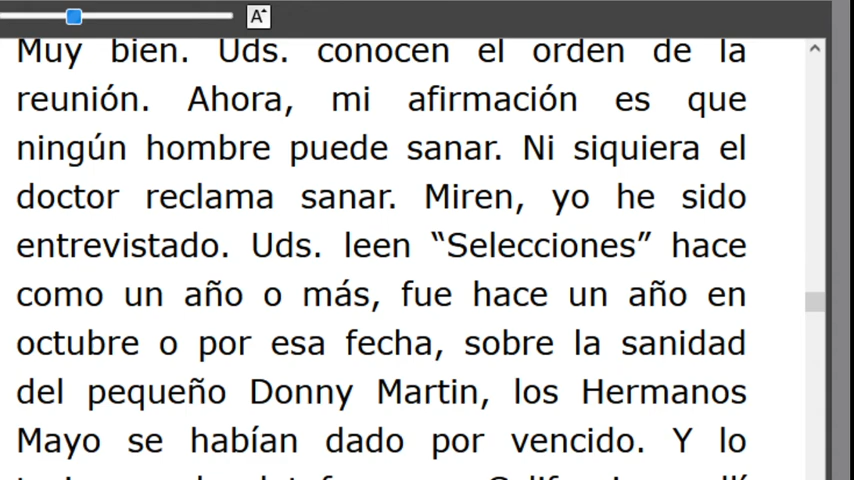 A
Muy bien. Uds. conocen el orden de la
reunión. Ahora, mi afirmación es que
ningún hombre puede sanar. Ni siquiera el
doctor reclama sanar. Miren, yo he sido
entrevistado. Uds. leen “Selecciones” hace
como un año o más, fue hace un año en
octubre o por esa fecha, sobre la sanidad
del pequeño Donny Martin, los Hermanos
Mayo se habían dado por vencido. Y lo